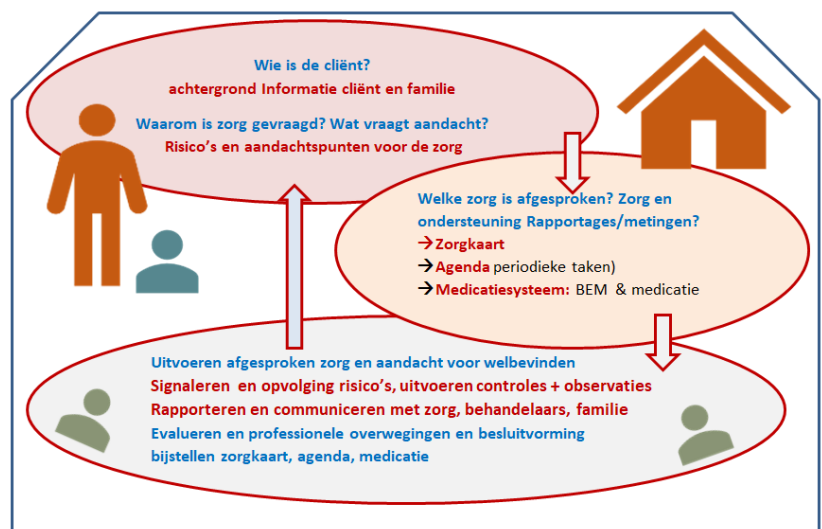 Wie is de cliënt?
achtergrond Informatie cliënt en familie
Waarom is zorg gevraagd? Wat vraagt aandacht?
Risico's en aandachtspunten voor de zorg
Welke zorg is afgesproken? Zorg en
ondersteuning Rapportages/metingen?
→Zorgkaart
→Agenda periodieke taken)
→Medicatiesysteem: BEM & medicatie
Uitvoeren afgesproken zorg en aandacht voor welbevinden
Signaleren en opvolging risico's, uitvoeren controles + observaties
Rapporteren en communiceren met zorg, behandelaars, familie
Evalueren en professionele overwegingen en besluitvorming
bijstellen zorgkaart, agenda, medicatie